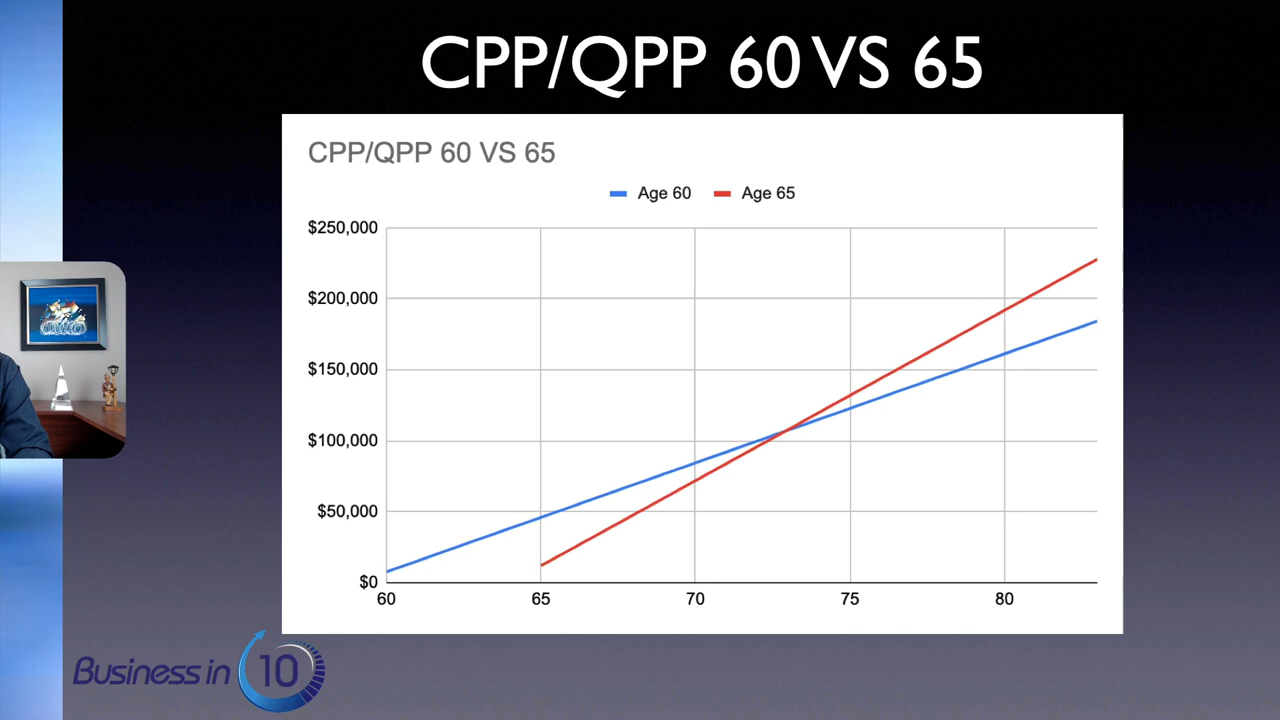 CPP/QPP 60 VS 65
CPP/QPP 60 VS 65
Age 60 Age 65
$250,000
$200,000
$150,000
$100,000
$50,000
$0
60 65 70 75 80
Business in 10